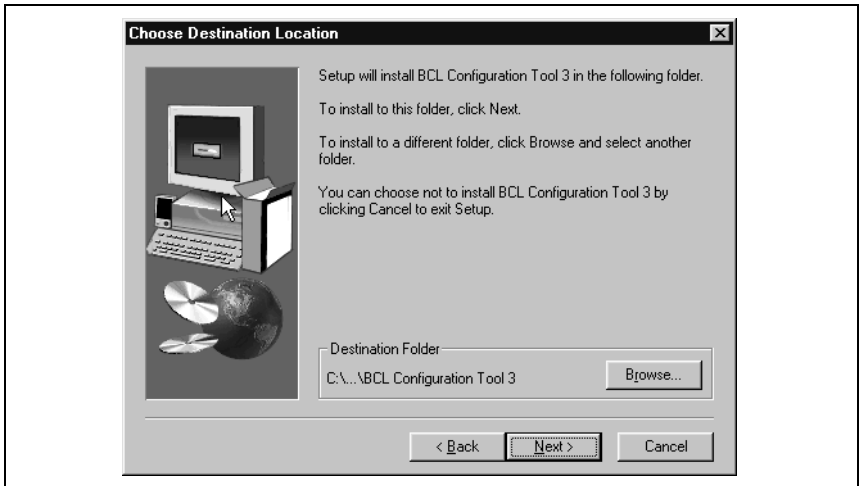 Choose Destination Location
Setup will install BCL Configuration Tool 3 in the following folder.
To install to this folder, click Next.
To install to a different folder, click Browse and select another
folder.
You can choose not to install BCL Configuration Tool 3 by
clicking Cancel to exit Setup.
Destination Folder
C:\...\BCL Configuration Tool 3
Browse...
< Back
Next >
Cancel